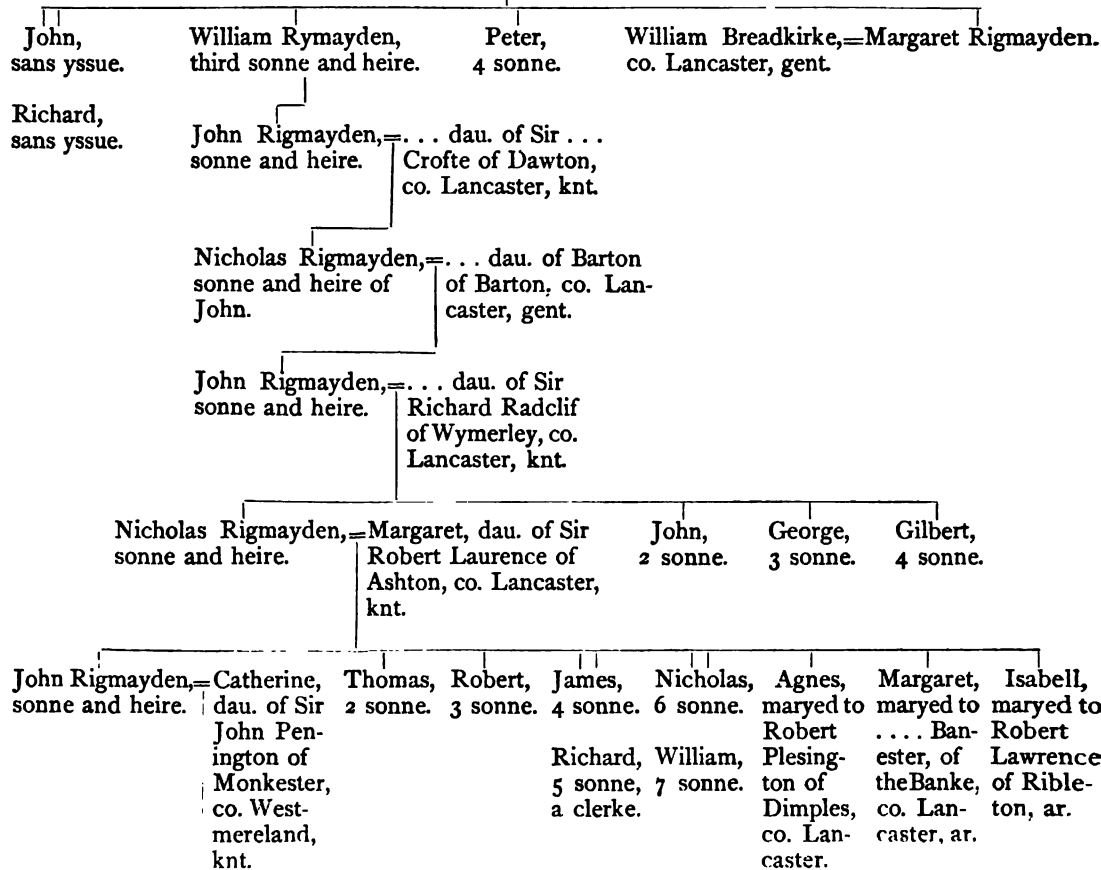 John,
sans yssue.
Richard,
sans yssue.
William Rymayden,
third sonne and heire.
Peter,
4 sonne.
William Breadkirke,=Margaret Rigmayden.
co. Lancaster, gent.
John Rigmayden,=. . . dau. of Sir . . .
sonne and heire.
Crofte of Dawton,
co. Lancaster, knt.
Nicholas Rigmayden,=. . . dau. of Barton
sonne and heire of
John.
of Barton, co. Lan-
caster, gent.
John Rigmayden,=. . . dau. of Sir
sonne and heire.
Richard Radclif
of Wymerley, co.
Lancaster, knt.
Nicholas Rigmayden,=Margaret, dau. of Sir
sonne and heire.
Robert Laurence of
Ashton, co. Lancaster,
knt.
John,
2 sonne.
George,
3 sonne.
Gilbert,
4 sonne.
John Rigmayden,=Catherine,
sonne and heire.
dau. of Sir
John Pen-
ington of
Monkester,
co. West-
mereland,
knt.
Thomas,
2 sonne.
Robert,
3 sonne.
James,
4 sonne.
Richard,
5 sonne,
a clerke.
Nicholas,
6 sonne.
William,
7 sonne.
Agnes,
maryed to
Robert
Plesing-
ton of
Dimples,
co. Lan-
caster.
Margaret,
maryed to
. . . . Ban-
ester, of
theBanke,
co. Lan-
caster, ar.
Isabell,
maryed to
Robert
Lawrence
of Rible-
ton, ar.